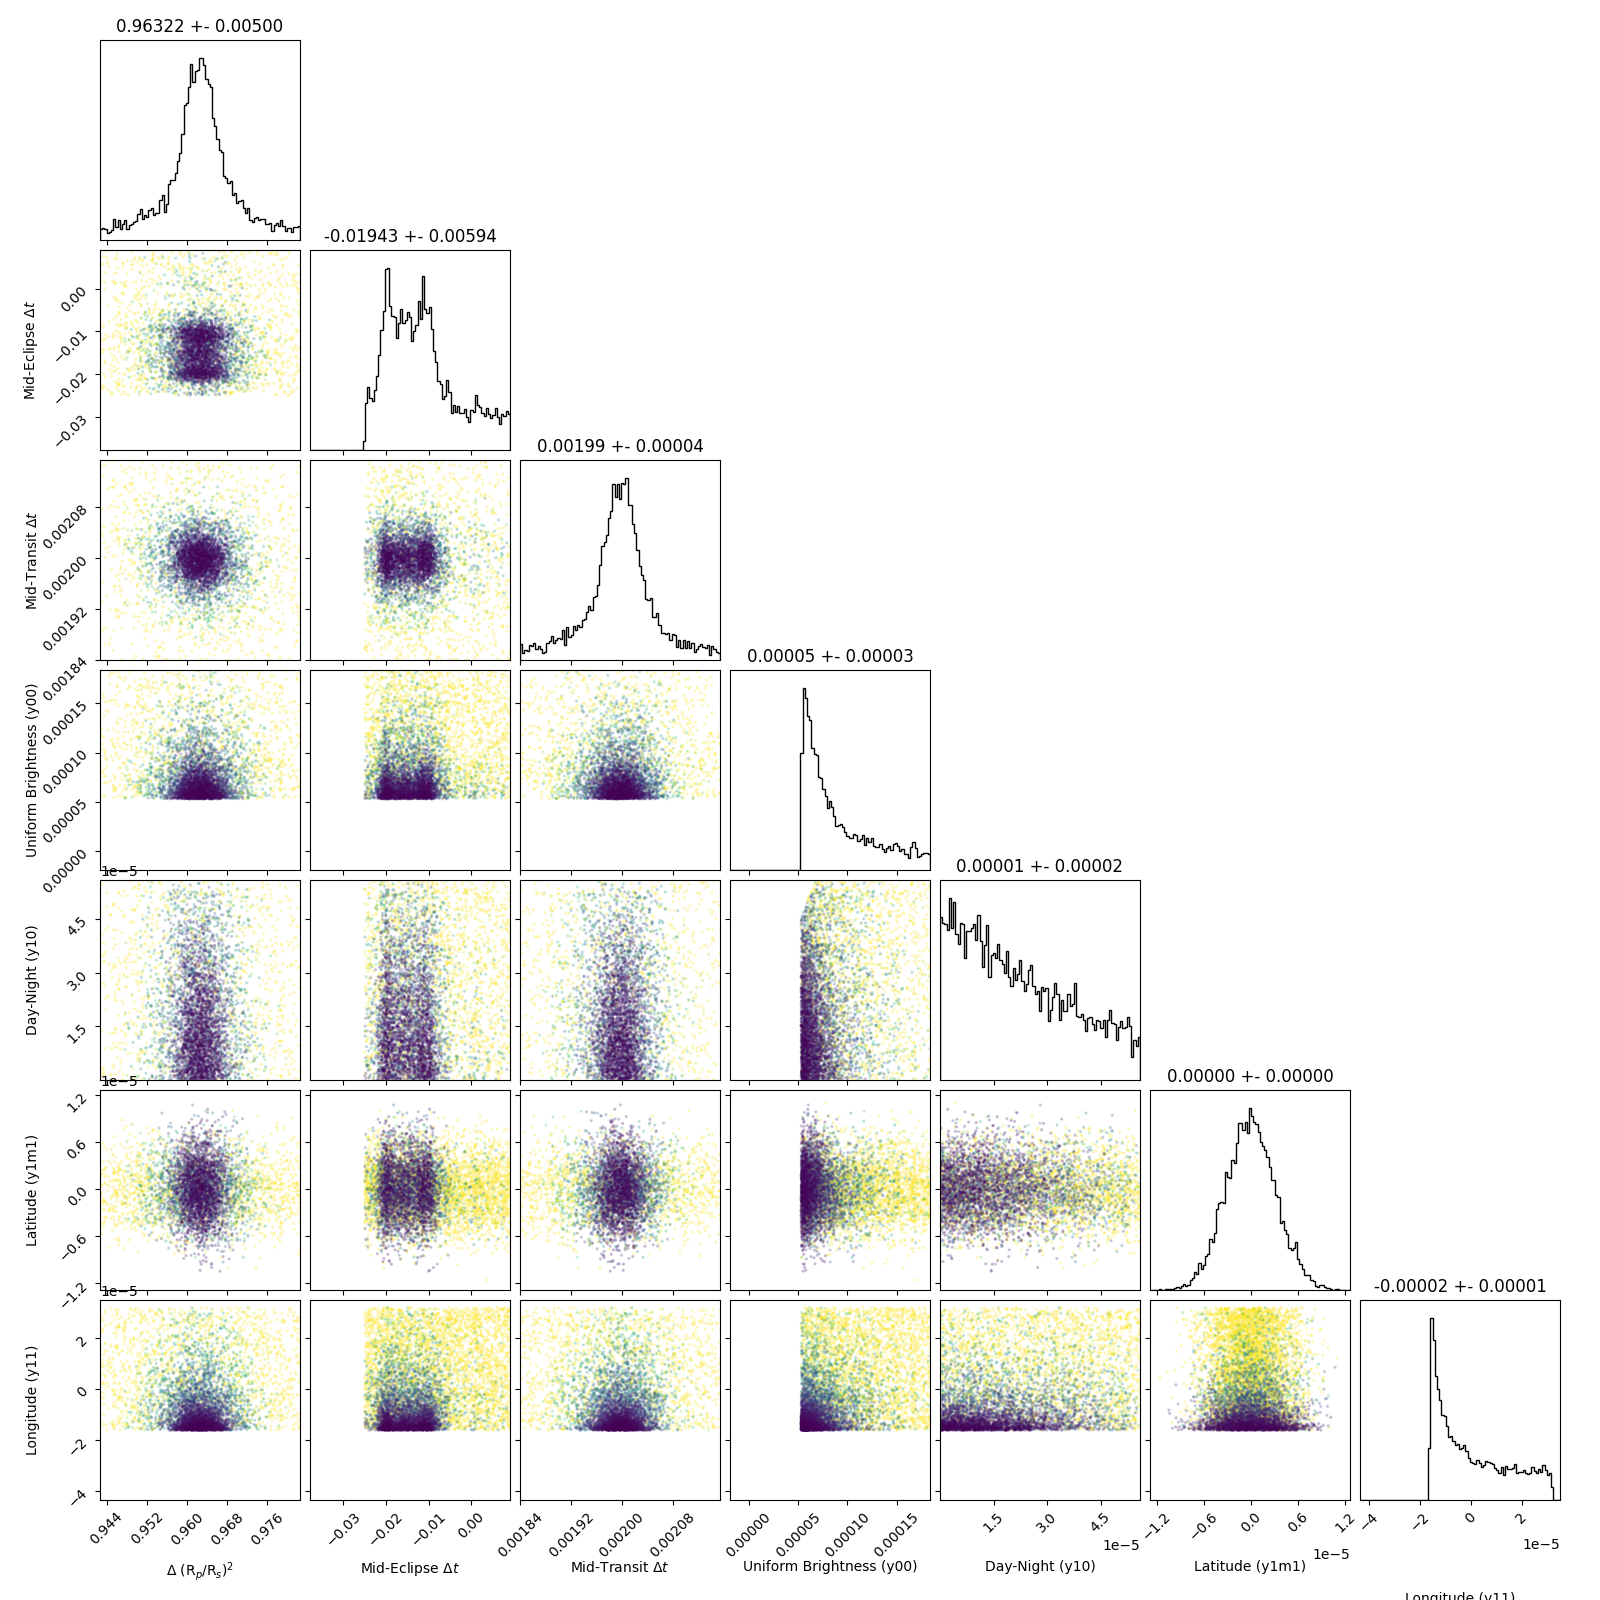 0.96322 +- 0.00500
-0.01943 +- 0.00594
Mid-Eclipse Δt
0.00
−0.01
−0.02
−0.03
0.00199 +- 0.00004
Mid-Transit Δt
0.00208
0.00200
0.00192
0.00184
0.00005 +- 0.00003
Uniform Brightness (y00)
0.00015
0.00010
0.00005
0.00000
0.00001 +- 0.00002
1e−5
Day-Night (y10)
4.5
3.0
1.5
0.00000 +- 0.00000
1e−5
Latitude (y1m1)
1.2
0.6
0.0
−0.6
−1.2
-0.00002 +- 0.00001
1e−5
Longitude (y11)
2
0
−2
−4
0.944 0.952 0.960 0.968 0.976
−0.03 −0.02 −0.01 0.00
0.00184 0.00192 0.00200 0.00208
0.00000 0.00005 0.00010 0.00015
1.5 3.0 4.5
1e−5
−1.2 −0.6 0.0 0.6 1.2
1e−5
−4 −2 0 2
1e−5
Δ (Rp/Rs)²
Mid-Eclipse Δt
Mid-Transit Δt
Uniform Brightness (y00)
Day-Night (y10)
Latitude (y1m1)
Longitude (y11)